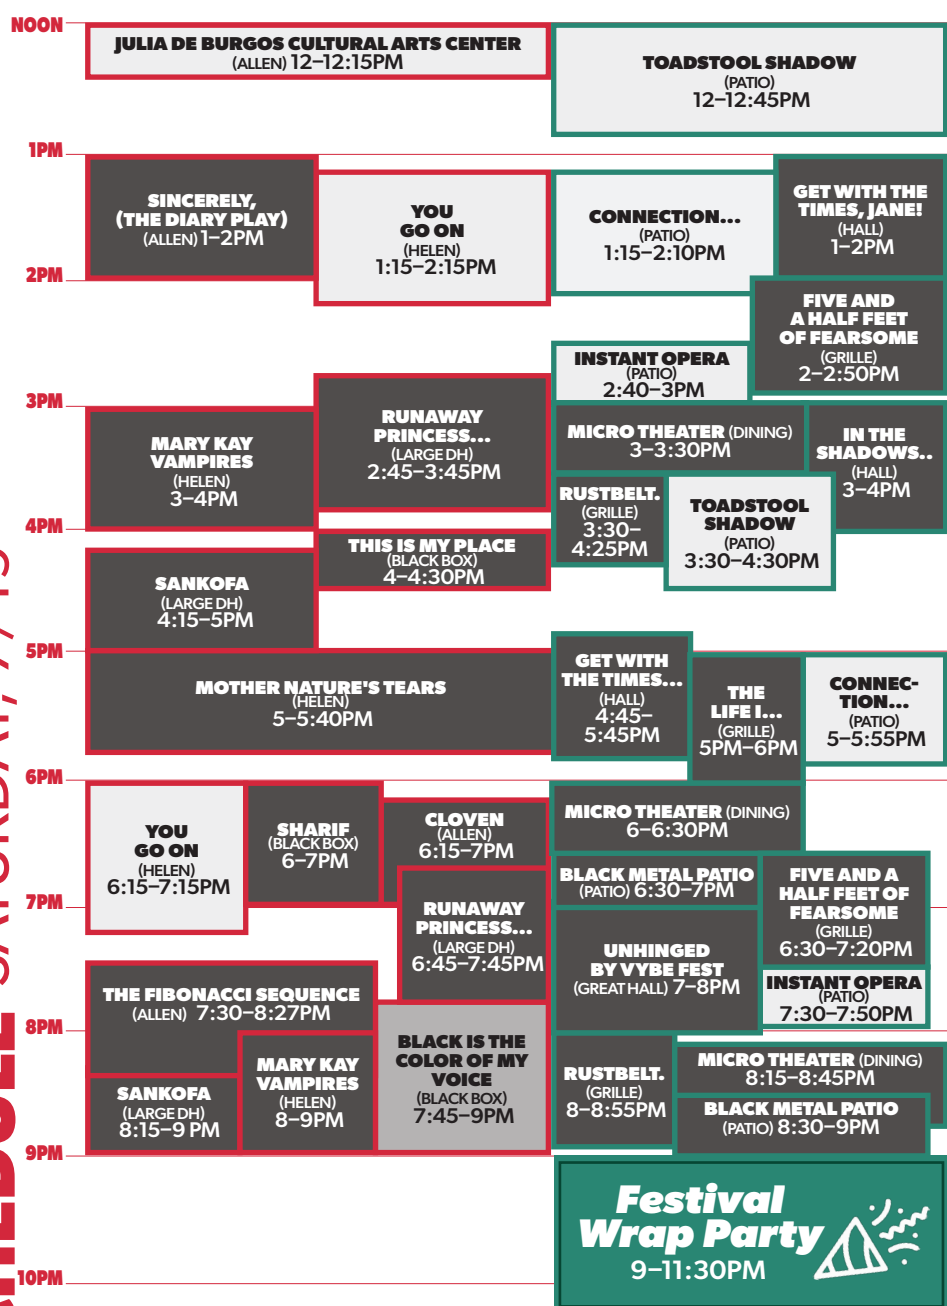 NOON
JULIA DE BURGOS CULTURAL ARTS CENTER
(ALLEN) 12–12:15PM
TOADSTOOL SHADOW
(PATIO)
12–12:45PM
1PM
SINCERELY,
(THE DIARY PLAY)
(ALLEN) 1–2PM
YOU
GO ON
(HELEN)
1:15–2:15PM
CONNECTION...
(PATIO)
1:15–2:10PM
GET WITH THE
TIMES, JANE!
(HALL)
1–2PM
2PM
FIVE AND
A HALF FEET
OF FEARSOME
(GRILLE)
2–2:50PM
INSTANT OPERA
(PATIO)
2:40–3PM
3PM
MARY KAY
VAMPIRES
(HELEN)
3–4PM
RUNAWAY
PRINCESS...
(LARGE DH)
2:45–3:45PM
MICRO THEATER (DINING)
3–3:30PM
IN THE
SHADOWS..
(HALL)
3–4PM
RUSTBELT.
(GRILLE)
3:30–
4:25PM
TOADSTOOL
SHADOW
(PATIO)
3:30–4:30PM
4PM
THIS IS MY PLACE
(BLACK BOX)
4–4:30PM
SANKOFA
(LARGE DH)
4:15–5PM
5PM
MOTHER NATURE'S TEARS
(HELEN)
5–5:40PM
GET WITH
THE TIMES...
(HALL)
4:45–
5:45PM
THE
LIFE I...
(GRILLE)
5PM–6PM
CONNEC-
TION...
(PATIO)
5–5:55PM
6PM
YOU
GO ON
(HELEN)
6:15–7:15PM
SHARIF
(BLACK BOX)
6–7PM
CLOVEN
(ALLEN)
6:15–7PM
MICRO THEATER (DINING)
6–6:30PM
BLACK METAL PATIO
(PATIO) 6:30–7PM
FIVE AND A
HALF FEET OF
FEARSOME
(GRILLE)
6:30–7:20PM
7PM
RUNAWAY
PRINCESS...
(LARGE DH)
6:45–7:45PM
UNHINGED
BY VYBE FEST
(GREAT HALL) 7–8PM
INSTANT OPERA
(PATIO)
7:30–7:50PM
THE FIBONACCI SEQUENCE
(ALLEN) 7:30–8:27PM
8PM
MARY KAY
VAMPIRES
(HELEN)
8–9PM
BLACK IS THE
COLOR OF MY
VOICE
(BLACK BOX)
7:45–9PM
SANKOFA
(LARGE DH)
8:15–9 PM
RUSTBELT.
(GRILLE)
8–8:55PM
MICRO THEATER (DINING)
8:15–8:45PM
BLACK METAL PATIO
(PATIO) 8:30–9PM
9PM
Festival
Wrap Party
9–11:30PM
10PM